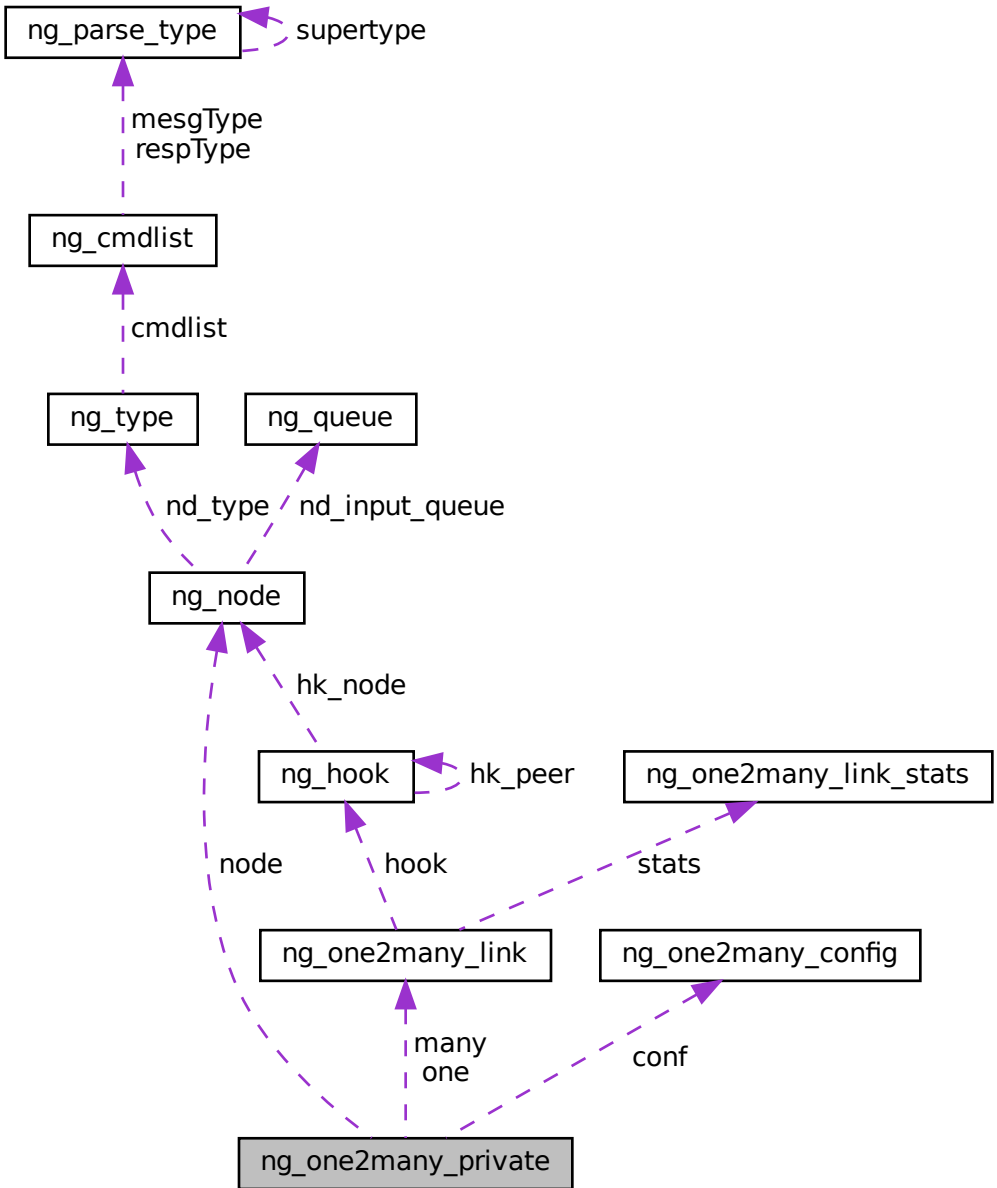 ng_parse_type
supertype
mesgType
respType
ng_cmdlist
cmdlist
ng_type
ng_queue
nd_type
nd_input_queue
ng_node
hk_node
ng_hook
hk_peer
ng_one2many_link_stats
node
hook
stats
ng_one2many_link
ng_one2many_config
many
one
conf
ng_one2many_private